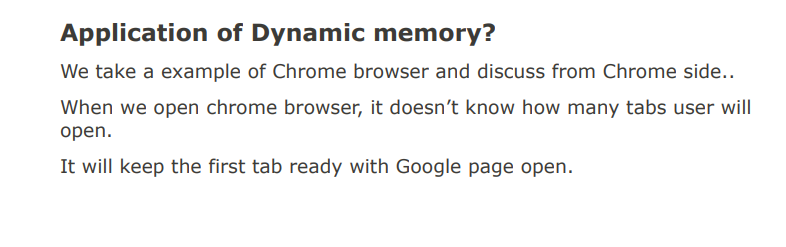 Application of Dynamic memory?
We take a example of Chrome browser and discuss from Chrome side..
When we open chrome browser, it doesn’t know how many tabs user will
open.
It will keep the first tab ready with Google page open.